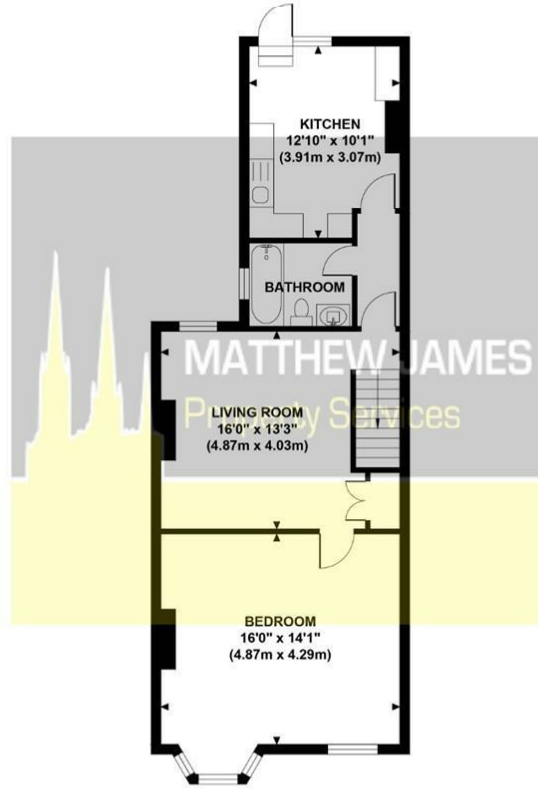 KITCHEN
12'10" x 10'1"
(3.91m x 3.07m)
BATHROOM
MATTHEW JAMES
Property Services
LIVING ROOM
16'0" x 13'3"
(4.87m x 4.03m)
BEDROOM
16'0" x 14'1"
(4.87m x 4.29m)